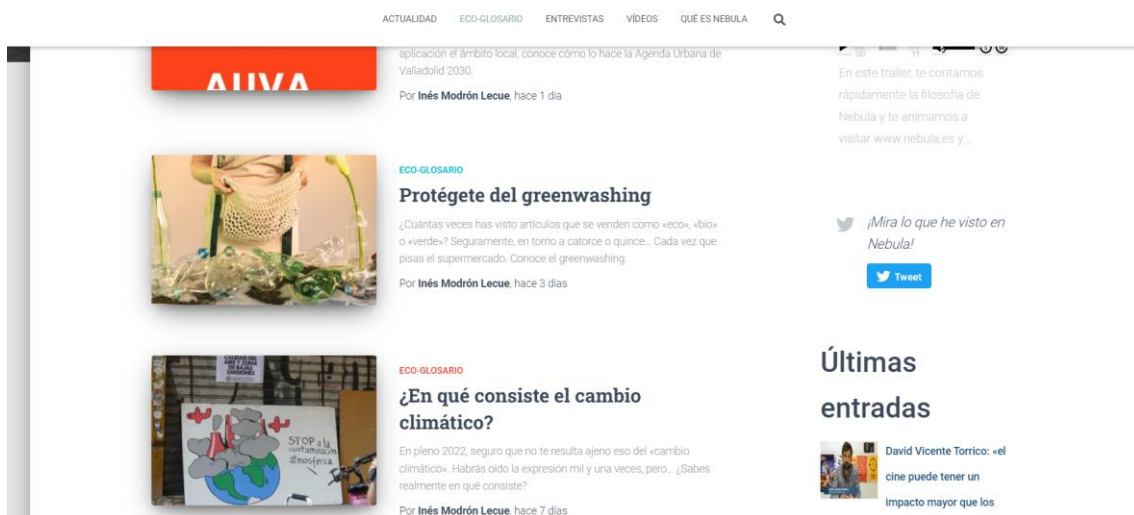 ACTUALIDAD ECO-GLOSARIO ENTREVISTAS VÍDEOS QUÉ ES NEBULA
AUVA
aplicación el ámbito local, conoce cómo lo hace la Agenda Urbana de
Valladolid 2030.
Por Inés Modrón Lecue, hace 1 día
ECO-GLOSARIO
Protégete del greenwashing
¿Cuántas veces has visto artículos que se venden como «eco», «bio»
o «verde»? Seguramente, en torno a catorce o quince... Cada vez que
pisas el supermercado. Conoce el greenwashing.
Por Inés Modrón Lecue, hace 3 días
CALIDAD DEL
AIRE Y ZONA
DE BAJAS
EMISIONES
STOP a la
contaminación
atmosférica
ECO-GLOSARIO
¿En qué consiste el cambio
climático?
En pleno 2022, seguro que no te resulta ajeno eso del «cambio
climático». Habrás oído la expresión mil y una veces, pero... ¿Sabes
realmente en qué consiste?
Por Inés Modrón Lecue, hace 7 días
En este trailer, te contamos
rápidamente la filosofía de
Nebula y te animamos a
visitar www.nebula.es y...
¡Mira lo que he visto en
Nebula!
Tweet
Últimas
entradas
David Vicente Torrico: «el
cine puede tener un
impacto mayor que los